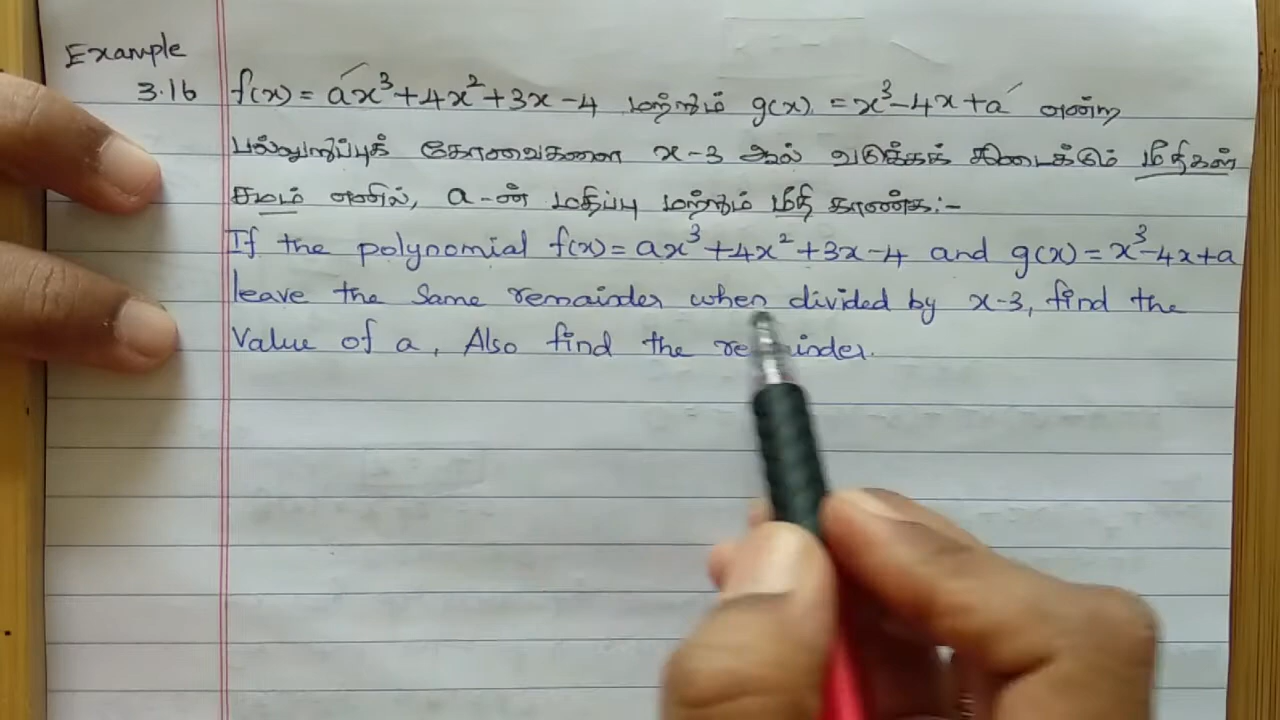 Example
3.16 f(x) = ax³+4x²+3x-4 மற்றும் g(x) = x³-4x+a என்ற
பல்லுறுப்புக் கோவைகளை x-3 ஆல் வகுக்கக் கிடைக்கும் மீதிகள்
சமம் எனில், a-ன் மதிப்பு மற்றும் மீதி காண்க:-
If the polynomial f(x)=ax³+4x²+3x-4 and g(x)=x³-4x+a
leave the same remainder when divided by x-3, find the
Value of a, Also find the